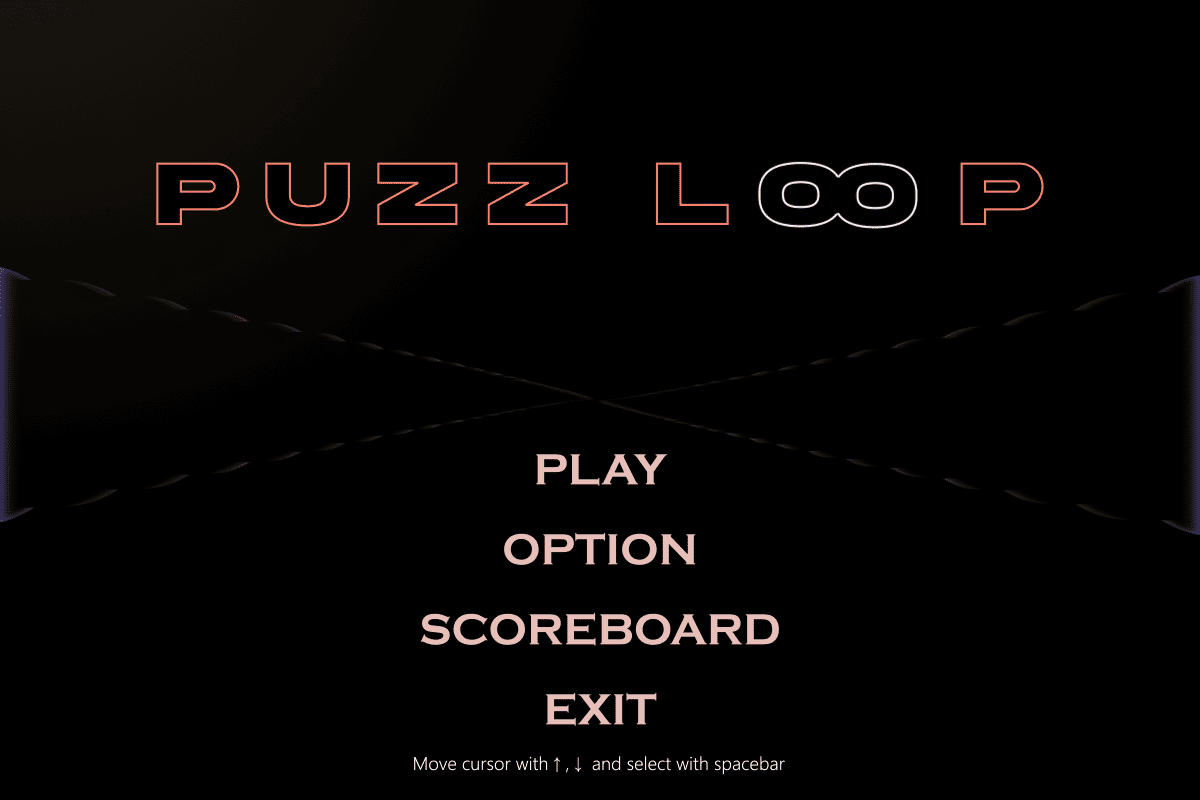 PUZZ LOOP
PLAY
OPTION
SCOREBOARD
EXIT
Move cursor with ↑ , ↓ and select with spacebar